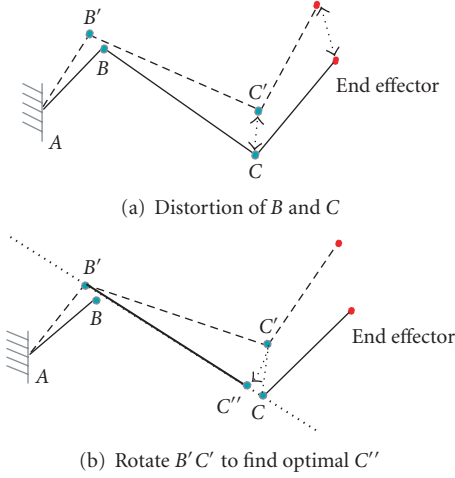 B′
B
C′
End effector
A
C
(a) Distortion of B and C
B′
B
C′
End effector
A
C′′
C
(b) Rotate B′C′ to find optimal C′′